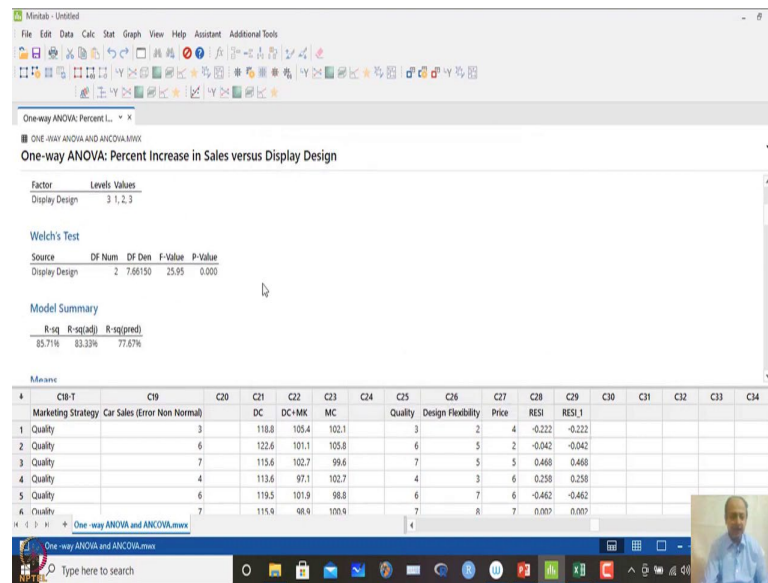 Minitab - Untitled
File Edit Data Calc Stat Graph View Help Assistant Additional Tools
One-way ANOVA: Percent I...
ONE -WAY ANOVA AND ANCOVA.MWX
One-way ANOVA: Percent Increase in Sales versus Display Design
Factor Levels Values
Display Design 3 1, 2, 3
Welch's Test
Source DF Num DF Den F-Value P-Value
Display Design 2 7.66150 25.95 0.000
Model Summary
R-sq R-sq(adj) R-sq(pred)
85.71% 83.33% 77.67%
Means
C18-T C19 C20 C21 C22 C23 C24 C25 C26 C27 C28 C29 C30 C31 C32 C33 C34
Marketing Strategy Car Sales (Error Non Normal) DC DC+MK MC Quality Design Flexibility Price RESI RESI_1
1 Quality 3 118.8 105.4 102.1 3 2 4 -0.222 -0.222
2 Quality 6 122.6 101.1 105.8 6 5 2 -0.042 -0.042
3 Quality 7 115.6 102.7 99.6 7 5 5 0.468 0.468
4 Quality 4 113.6 97.1 102.7 4 3 6 0.258 0.258
5 Quality 6 119.5 101.9 98.8 6 7 6 -0.462 -0.462
6 Quality 7 115.9 98.9 100.9 7 8 7 0.007 0.007
One -way ANOVA and ANCOVA.mwx
One -way ANOVA and ANCOVA.mwx
Type here to search
NPTEL